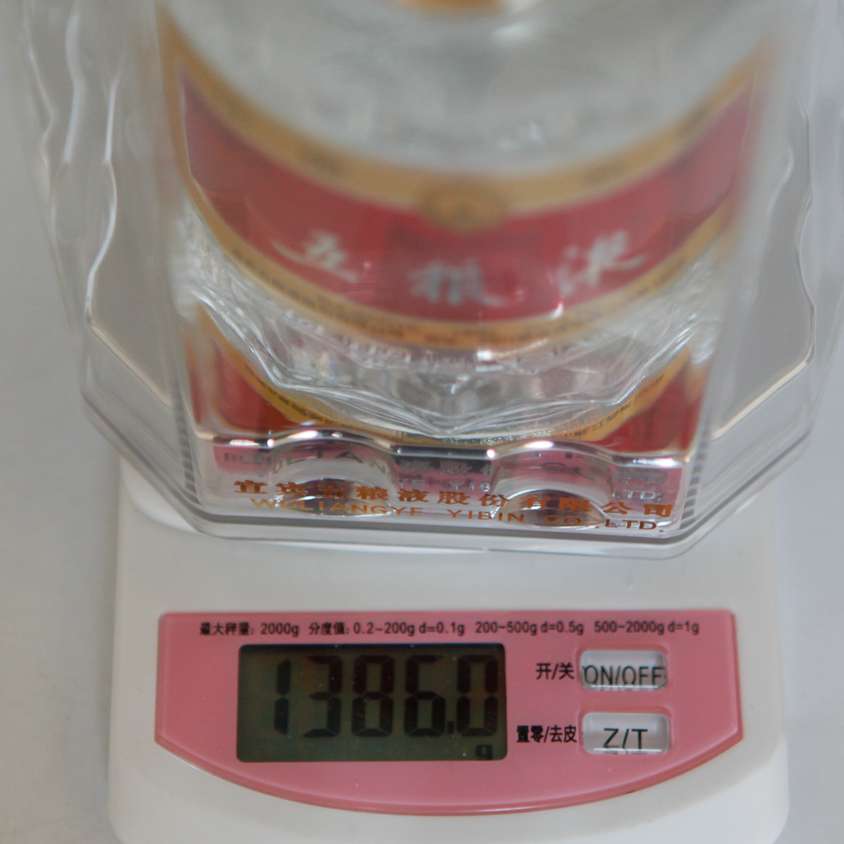 五粮液
宜宾五粮液股份有限公司
WULIANGYE YIBIN CO.,LTD.
最大秤量: 2000g 分度值: 0.2-200g d=0.1g 200-500g d=0.5g 500-2000g d=1g
1386.0
g
开/关 ON/OFF
置零/去皮 Z/T